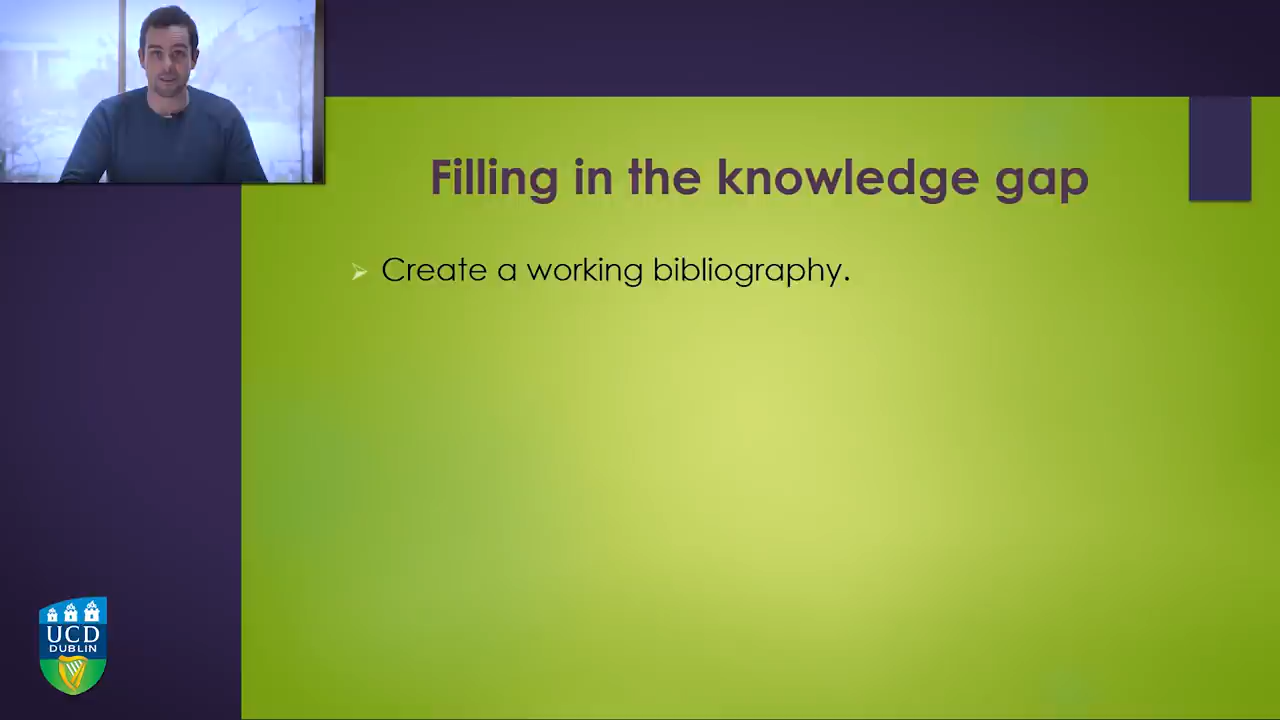 Filling in the knowledge gap
Create a working bibliography.
UCD
DUBLIN